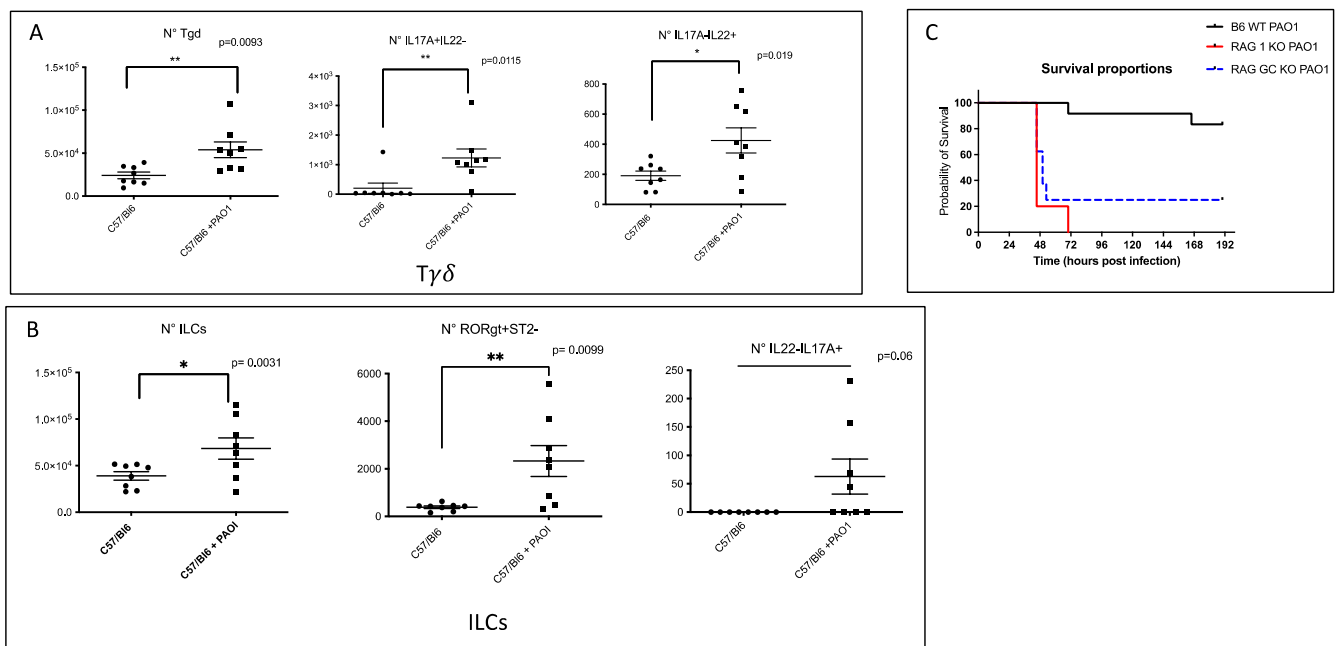 A
N° Tgd
p=0.0093
**
1.5×10⁵
1.0×10⁵
5.0×10⁴
0.0
C57/Bl6
C57/Bl6 +PAO1
N° IL17A+IL22-
p=0.0115
**
4×10³
3×10³
2×10³
1×10³
0
C57/Bl6
C57/Bl6 +PAO1
N° IL17A-IL22+
p=0.019
*
800
600
400
200
0
C57/Bl6
C57/Bl6 +PAO1
Tγδ
B
N° ILCs
p= 0.0031
*
1.5×10⁵
1.0×10⁵
5.0×10⁴
0.0
C57/Bl6
C57/Bl6 + PAOI
N° RORgt+ST2-
p= 0.0099
**
6000
4000
2000
0
C57/Bl6
C57/Bl6 + PAO1
N° IL22-IL17A+
p=0.06
250
200
150
100
50
0
C57/Bl6
C57/Bl6 +PAO1
ILCs
C
B6 WT PAO1
RAG 1 KO PAO1
RAG GC KO PAO1
Survival proportions
Probability of Survival
100
80
60
40
20
0
0 24 48 72 96 120 144 168 192
Time (hours post infection)